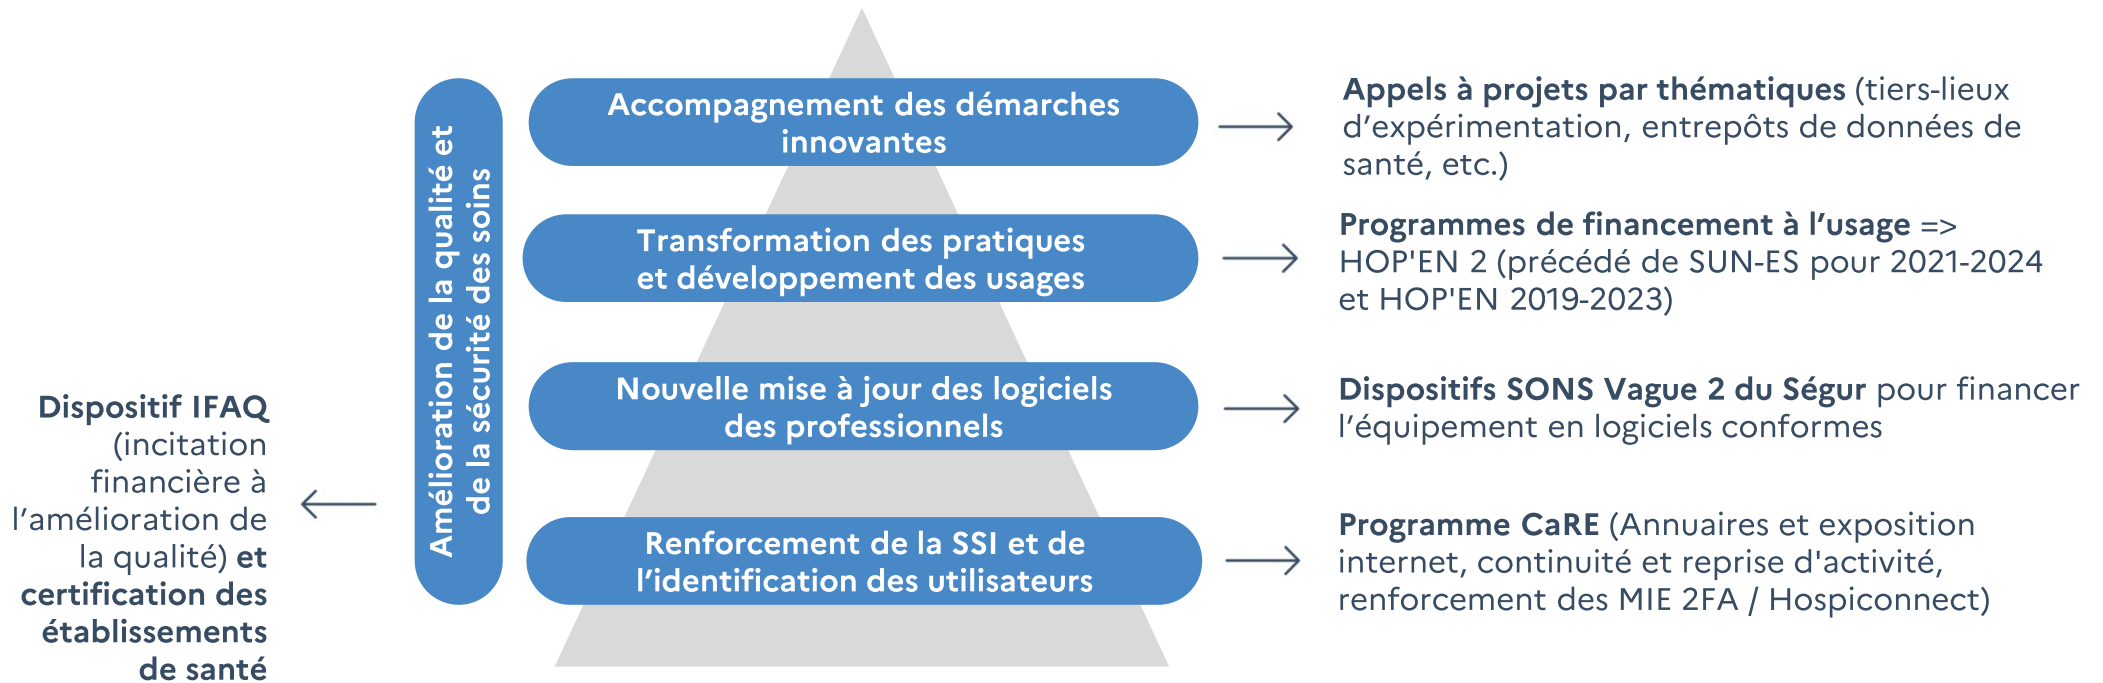 Accompagnement des démarches
innovantes
Appels à projets par thématiques (tiers-lieux
d’expérimentation, entrepôts de données de
santé, etc.)
Transformation des pratiques
et développement des usages
Programmes de financement à l’usage =>
HOP'EN 2 (précédé de SUN-ES pour 2021-2024
et HOP'EN 2019-2023)
Nouvelle mise à jour des logiciels
des professionnels
Dispositifs SONS Vague 2 du Ségur pour financer
l’équipement en logiciels conformes
Renforcement de la SSI et de
l’identification des utilisateurs
Programme CaRE (Annuaires et exposition
internet, continuité et reprise d'activité,
renforcement des MIE 2FA / Hospiconnect)
Amélioration de la qualité et
de la sécurité des soins
Dispositif IFAQ
(incitation
financière à
l’amélioration de
la qualité) et
certification des
établissements
de santé